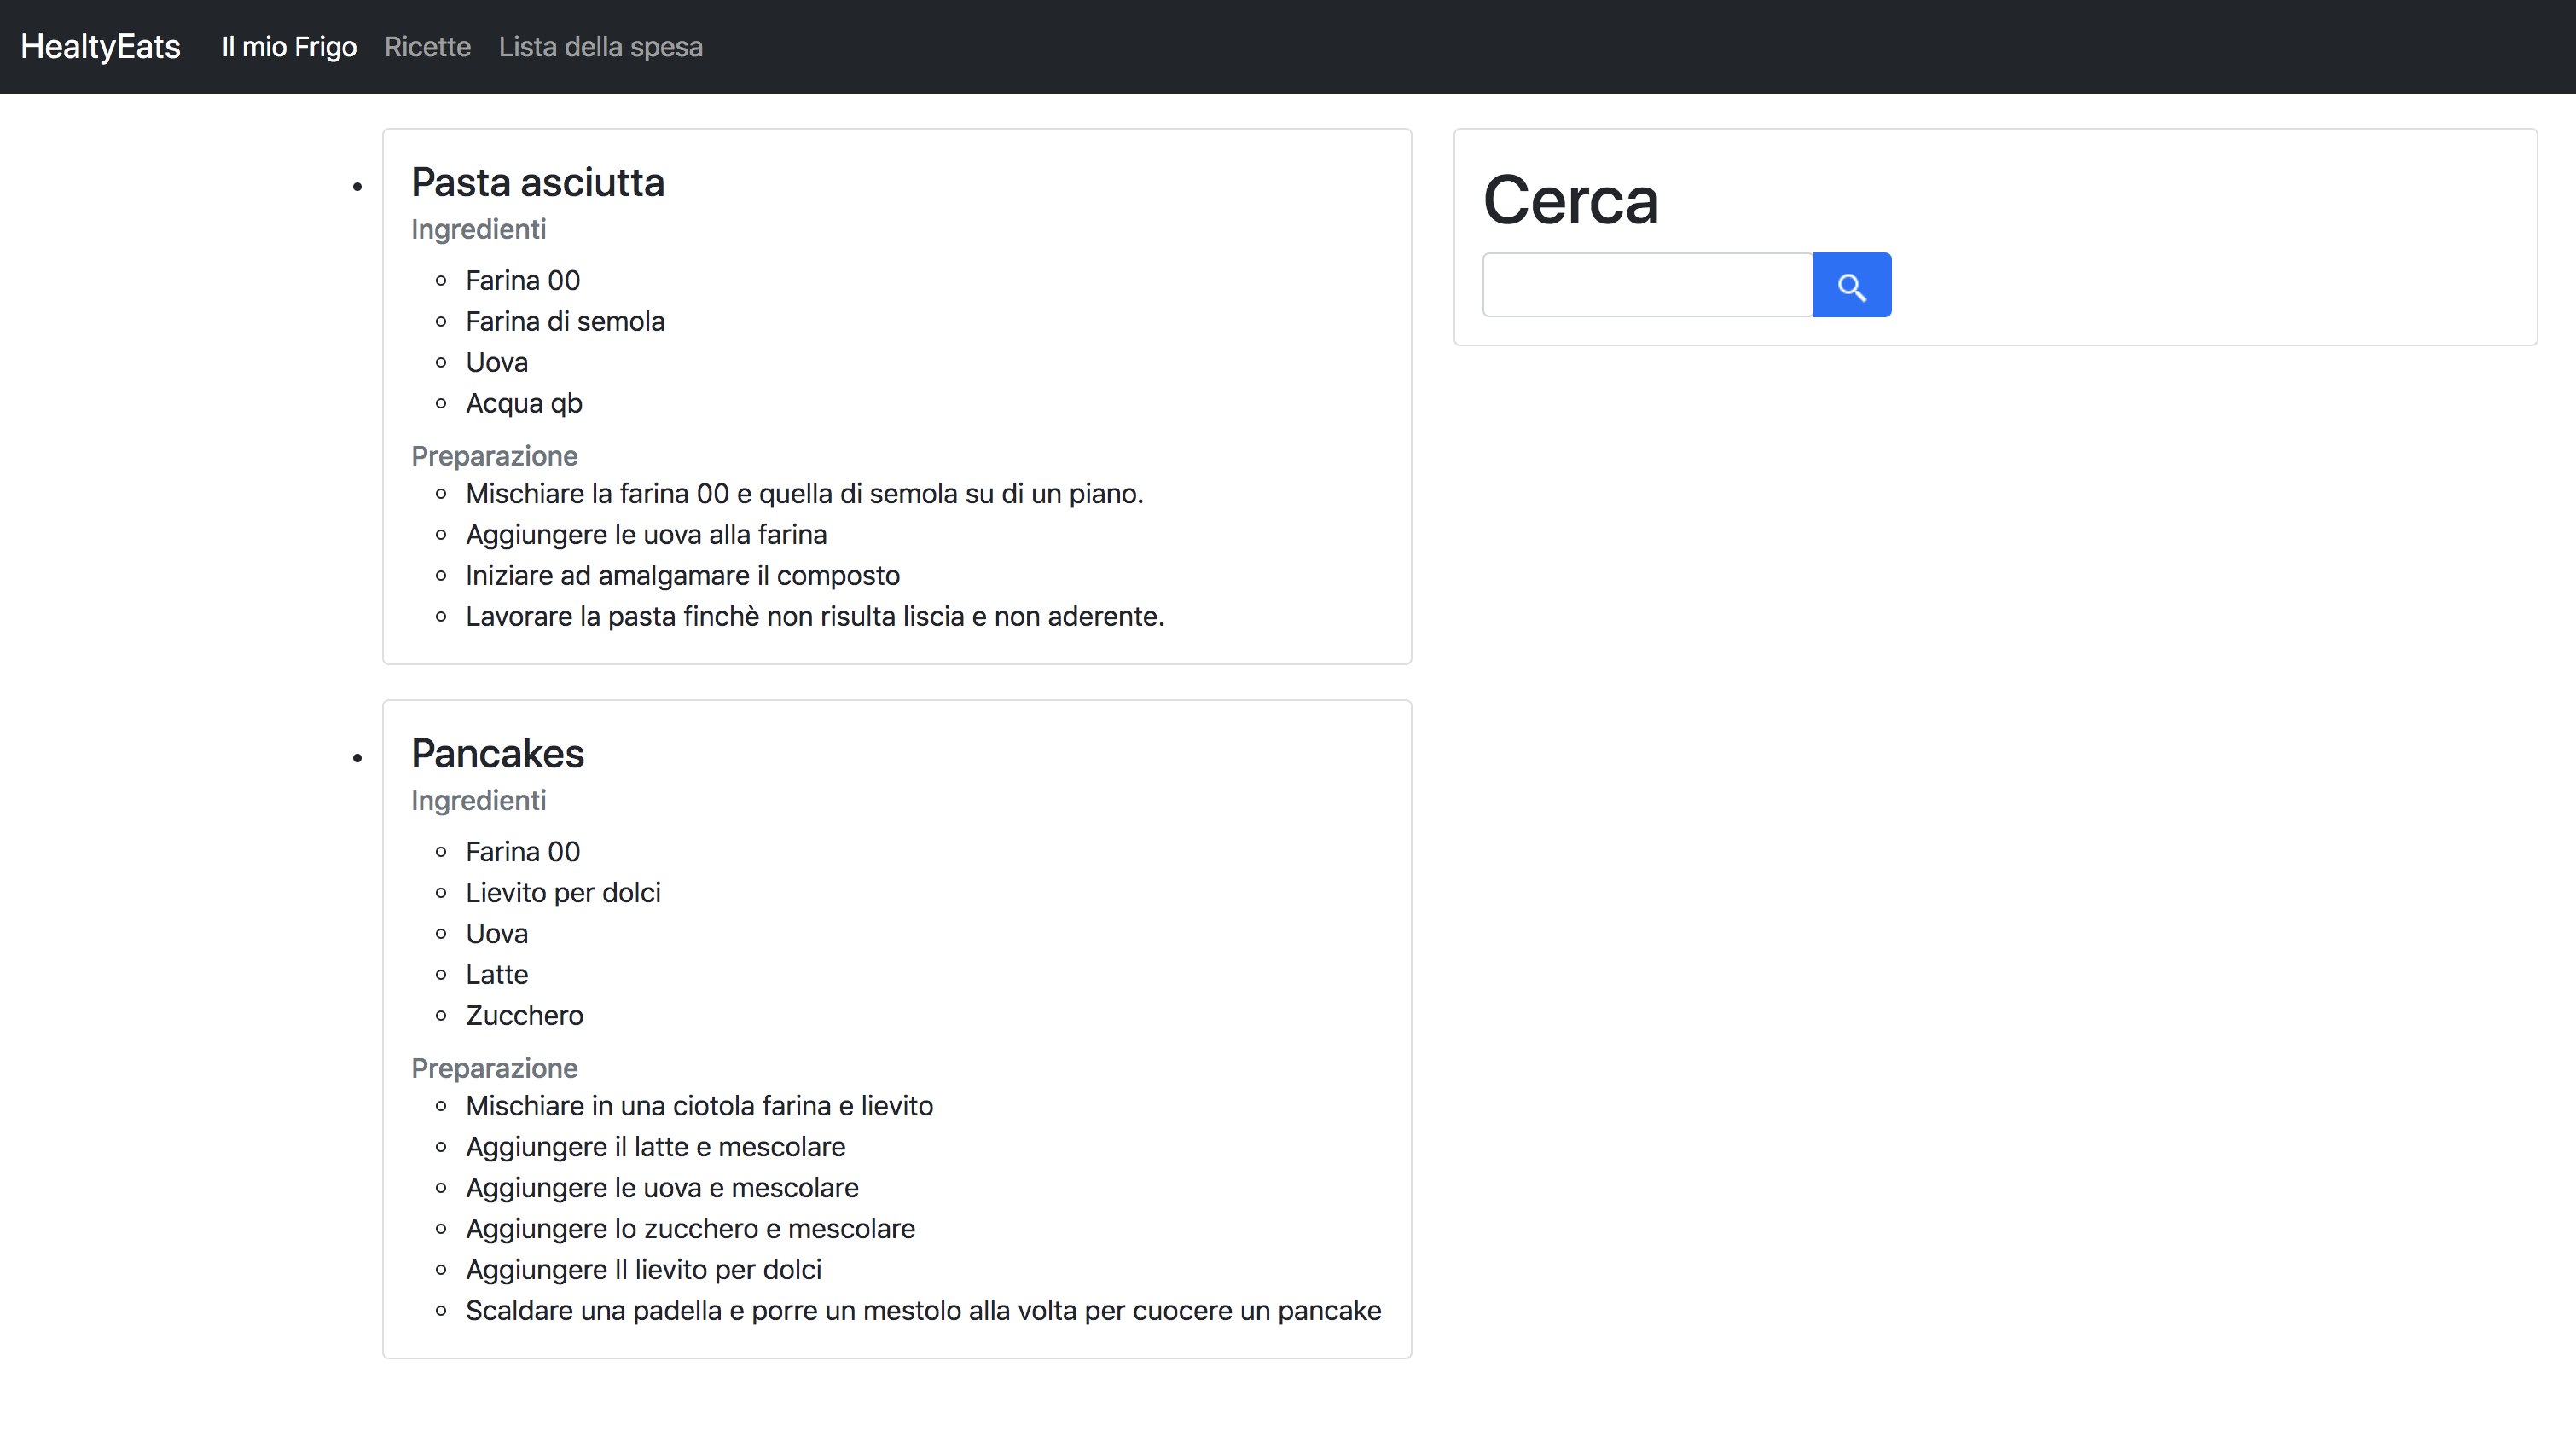 HealtyEats Il mio Frigo Ricette Lista della spesa
Pasta asciutta
Ingredienti
Farina 00
Farina di semola
Uova
Acqua qb
Preparazione
Mischiare la farina 00 e quella di semola su di un piano.
Aggiungere le uova alla farina
Iniziare ad amalgamare il composto
Lavorare la pasta finchè non risulta liscia e non aderente.
Pancakes
Ingredienti
Farina 00
Lievito per dolci
Uova
Latte
Zucchero
Preparazione
Mischiare in una ciotola farina e lievito
Aggiungere il latte e mescolare
Aggiungere le uova e mescolare
Aggiungere lo zucchero e mescolare
Aggiungere Il lievito per dolci
Scaldare una padella e porre un mestolo alla volta per cuocere un pancake
Cerca